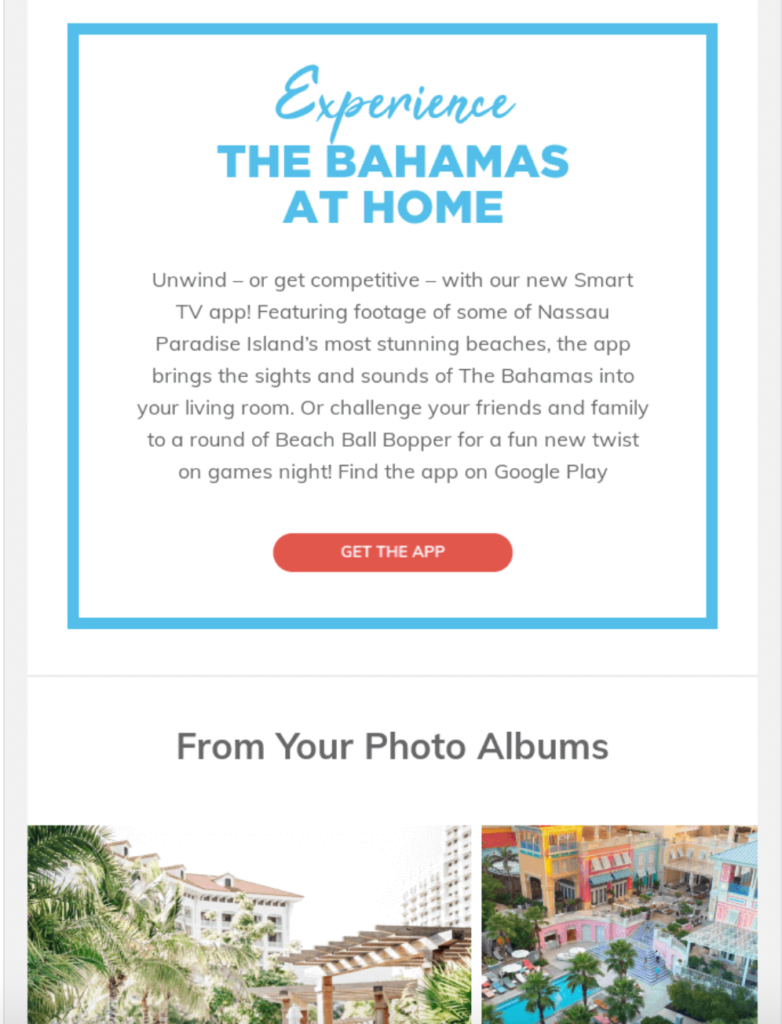 Experience
THE BAHAMAS
AT HOME
Unwind – or get competitive – with our new Smart
TV app! Featuring footage of some of Nassau
Paradise Island's most stunning beaches, the app
brings the sights and sounds of The Bahamas into
your living room. Or challenge your friends and family
to a round of Beach Ball Bopper for a fun new twist
on games night! Find the app on Google Play
GET THE APP
From Your Photo Albums